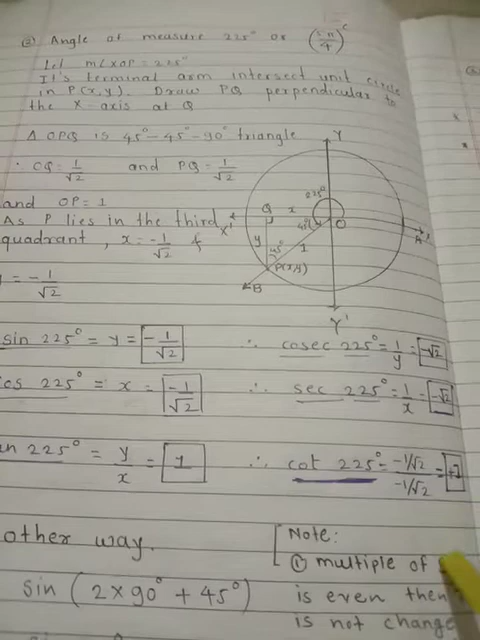 ② Angle of measure 225° or (5π/4)ᶜ
Let m∠XOP = 225°
It's terminal arm intersect unit circle
in P(x,y). Draw PQ perpendicular to
the X-axis at Q
Δ OPQ is 45°-45°-90° triangle
∴ OQ = 1/√2 and PQ = 1/√2
and OP = 1
As P lies in the third
quadrant, x = -1/√2 &
y = -1/√2
Y
225°
Q x O
X' 45°
y 45° 1
P(x,y)
A
B
Y'
sin 225° = y = -1/√2 ∴ cosec 225° = 1/y = -√2
cos 225° = x = -1/√2 ∴ sec 225° = 1/x = -√2
tan 225° = y/x = 1 ∴ cot 225° = -1/√2 / -1/√2 = +1
other way.
sin (2×90° + 45°)
Note:
① multiple of
is even then
is not change